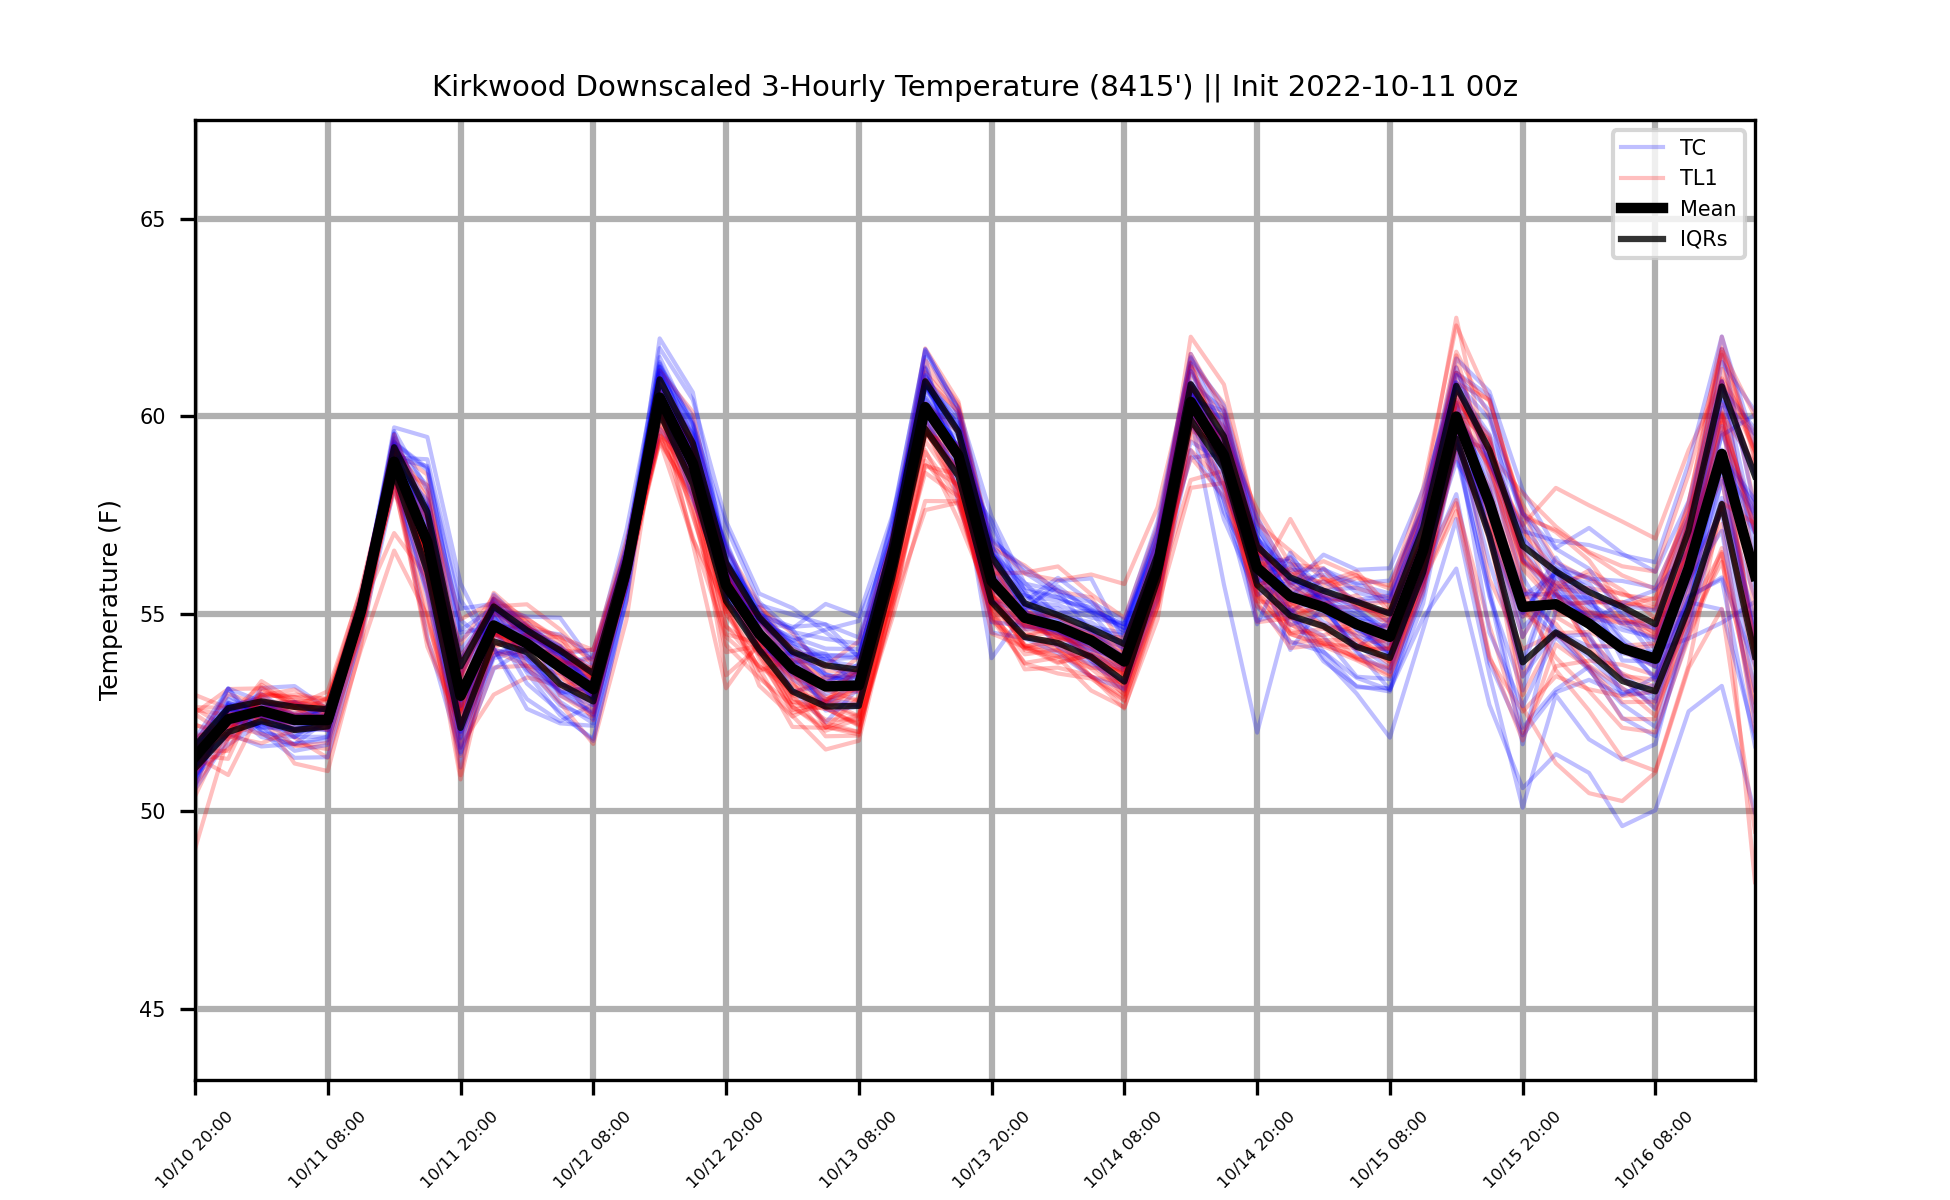 Kirkwood Downscaled 3-Hourly Temperature (8415') || Init 2022-10-11 00z
TC
TL1
Mean
IQRs
Temperature (F)
65
60
55
50
45
10/10 20:00
10/11 08:00
10/11 20:00
10/12 08:00
10/12 20:00
10/13 08:00
10/13 20:00
10/14 08:00
10/14 20:00
10/15 08:00
10/15 20:00
10/16 08:00